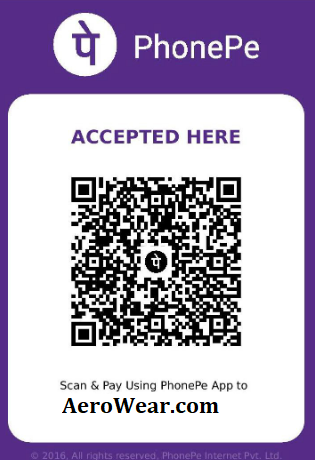 पे PhonePe
ACCEPTED HERE
पे
Scan & Pay Using PhonePe App to
AeroWear.com
© 2016, All rights reserved, PhonePe Internet Pvt. Ltd.